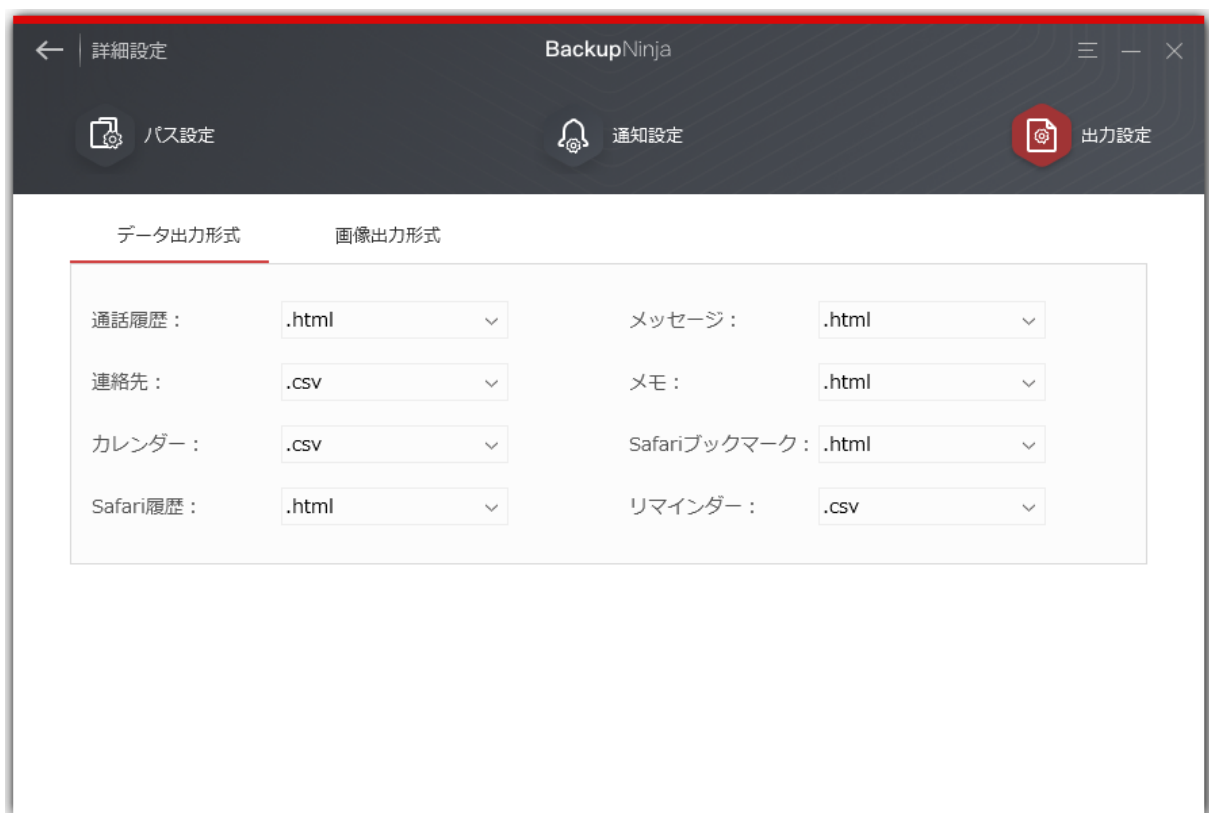 詳細設定 BackupNinja
パス設定 通知設定 出力設定
データ出力形式 画像出力形式
通話履歴： .html メッセージ： .html
連絡先： .csv メモ： .html
カレンダー： .csv Safariブックマーク： .html
Safari履歴： .html リマインダー： .csv